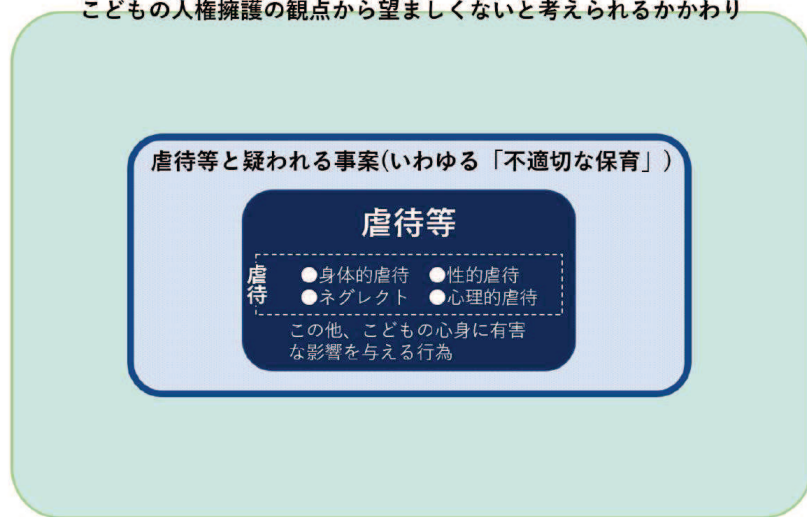 こどもの人権擁護の観点から望ましくないと考えられるかかわり
虐待等と疑われる事案(いわゆる「不適切な保育」)
虐待等
虐待
●身体的虐待 ●性的虐待
●ネグレクト ●心理的虐待
この他、こどもの心身に有害
な影響を与える行為